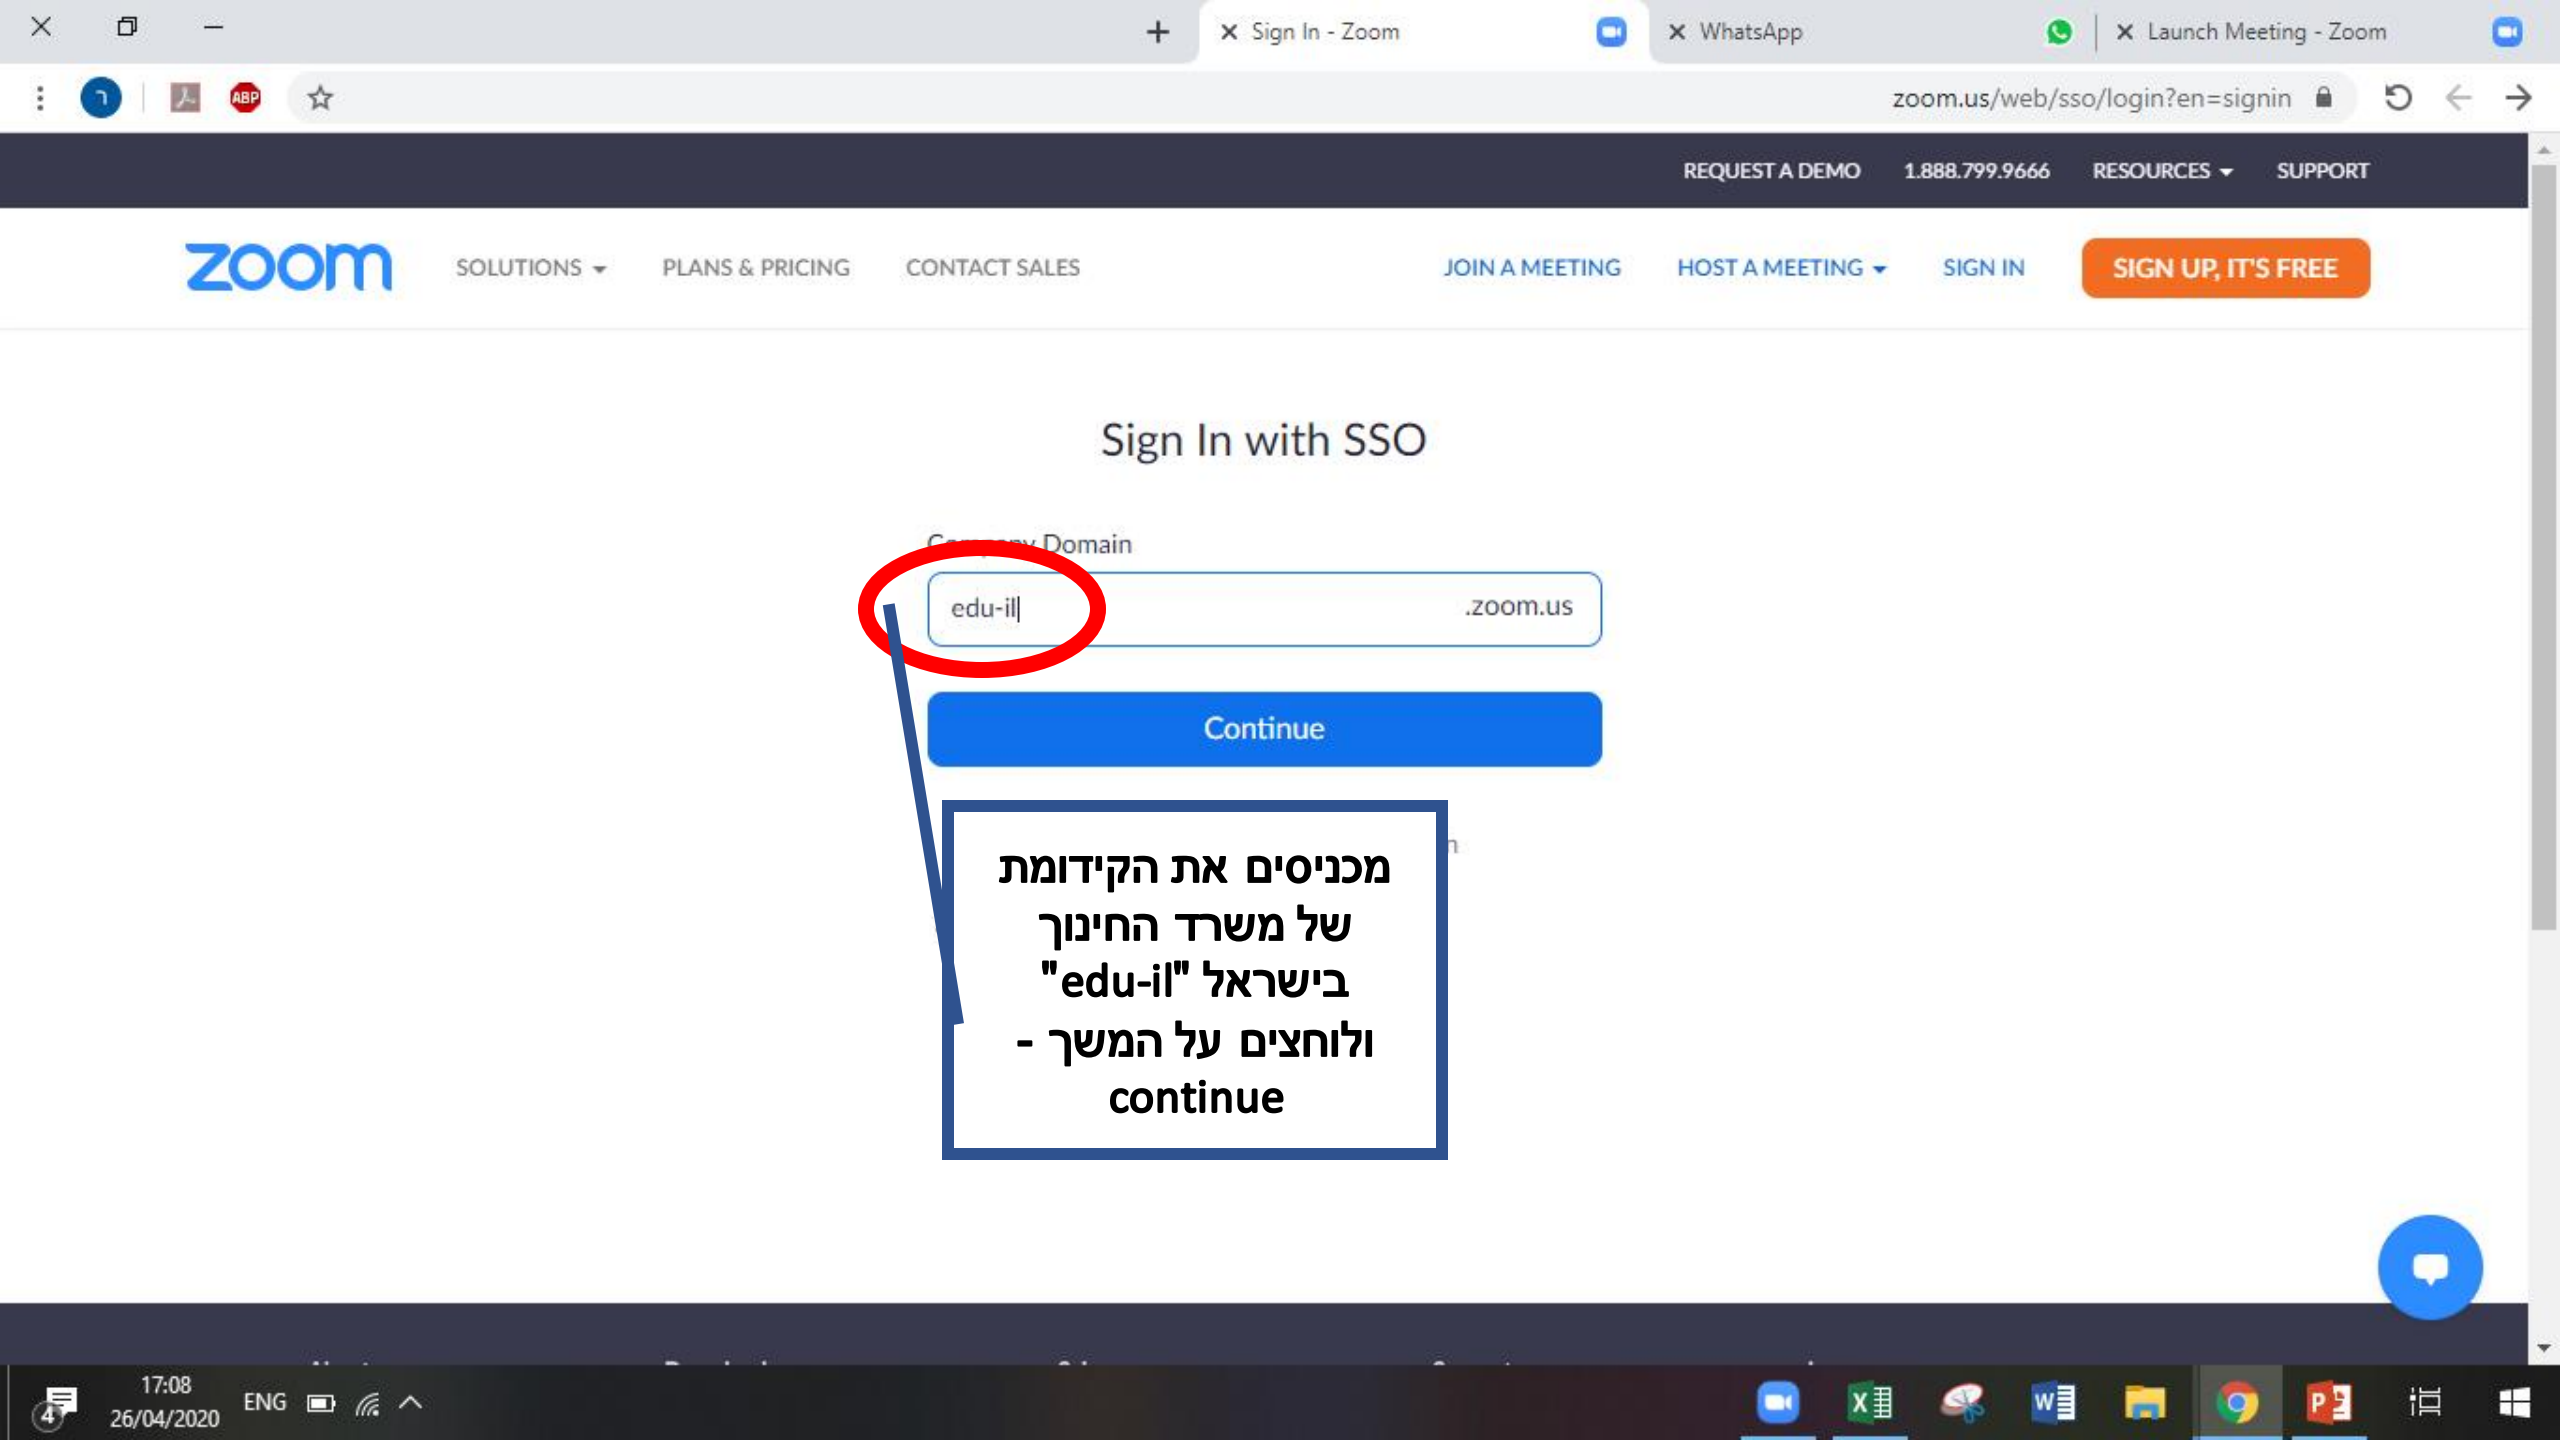 Sign In - Zoom
WhatsApp
Launch Meeting - Zoom
ר
ABP
zoom.us/web/sso/login?en=signin
REQUEST A DEMO 1.888.799.9666 RESOURCES SUPPORT
zoom SOLUTIONS PLANS & PRICING CONTACT SALES JOIN A MEETING HOST A MEETING SIGN IN SIGN UP, IT'S FREE
Sign In with SSO
Company Domain
edu-il .zoom.us
Continue
מכניסים את הקידומת
של משרד החינוך
בישראל "edu-il"
ולוחצים על המשך -
continue
4
17:08
26/04/2020
ENG